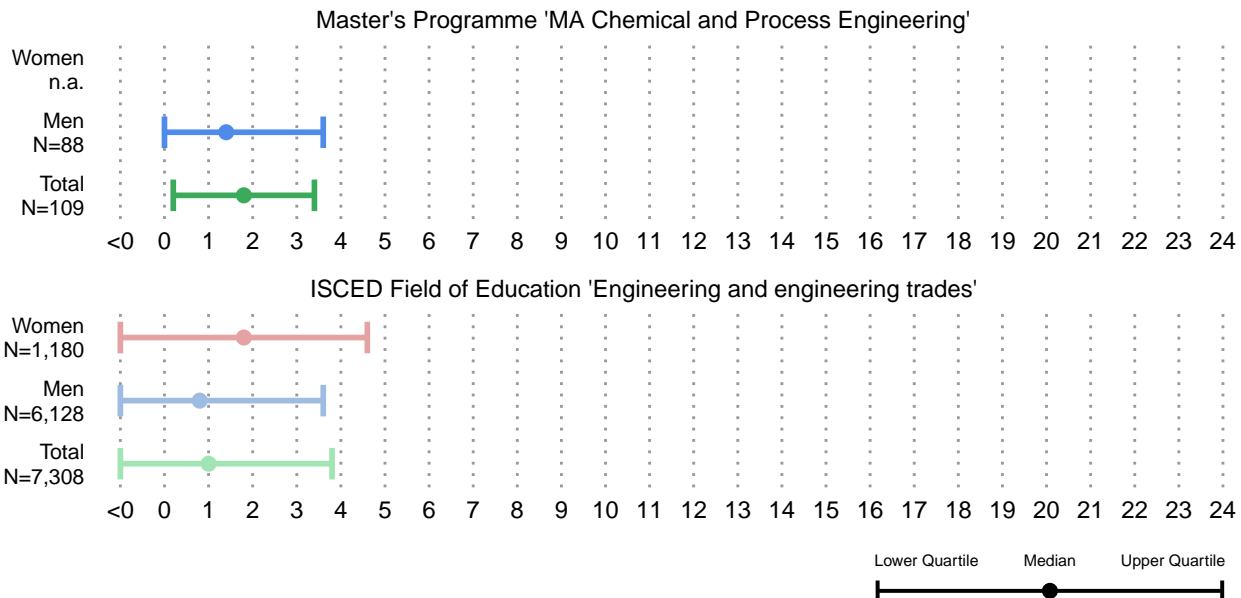 Master's Programme 'MA Chemical and Process Engineering'
Women
n.a.
Men
N=88
Total
N=109
<0 0 1 2 3 4 5 6 7 8 9 10 11 12 13 14 15 16 17 18 19 20 21 22 23 24
ISCED Field of Education 'Engineering and engineering trades'
Women
N=1,180
Men
N=6,128
Total
N=7,308
<0 0 1 2 3 4 5 6 7 8 9 10 11 12 13 14 15 16 17 18 19 20 21 22 23 24
Lower Quartile Median Upper Quartile